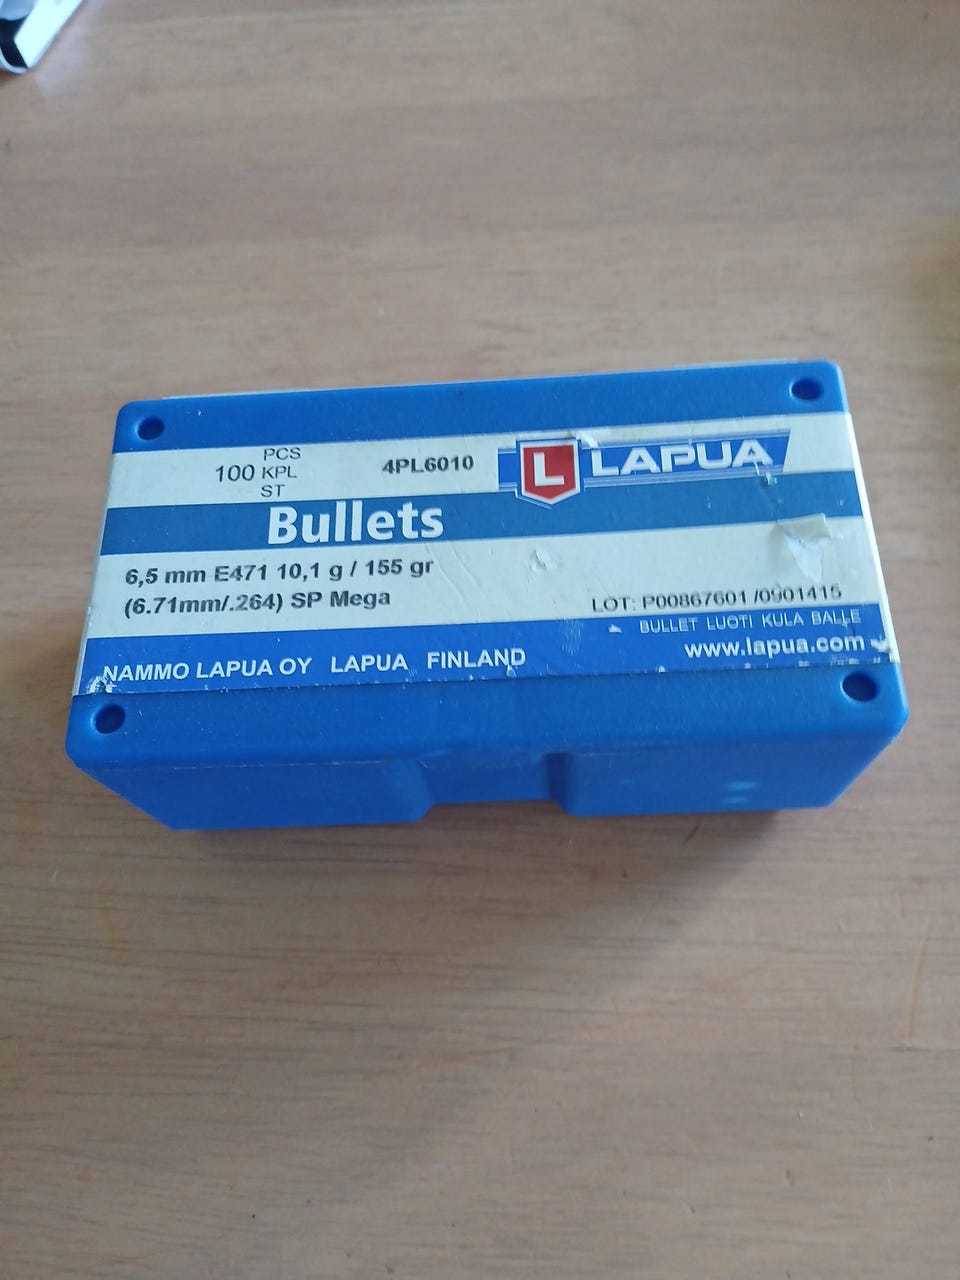 PCS
100 KPL
ST
4PL6010
L LAPUA
Bullets
6,5 mm E471 10,1 g / 155 gr
(6.71mm/.264) SP Mega
LOT: P00867601 /0901415
BULLET LUOTI KULA BALLE
www.lapua.com
NAMMO LAPUA OY LAPUA FINLAND